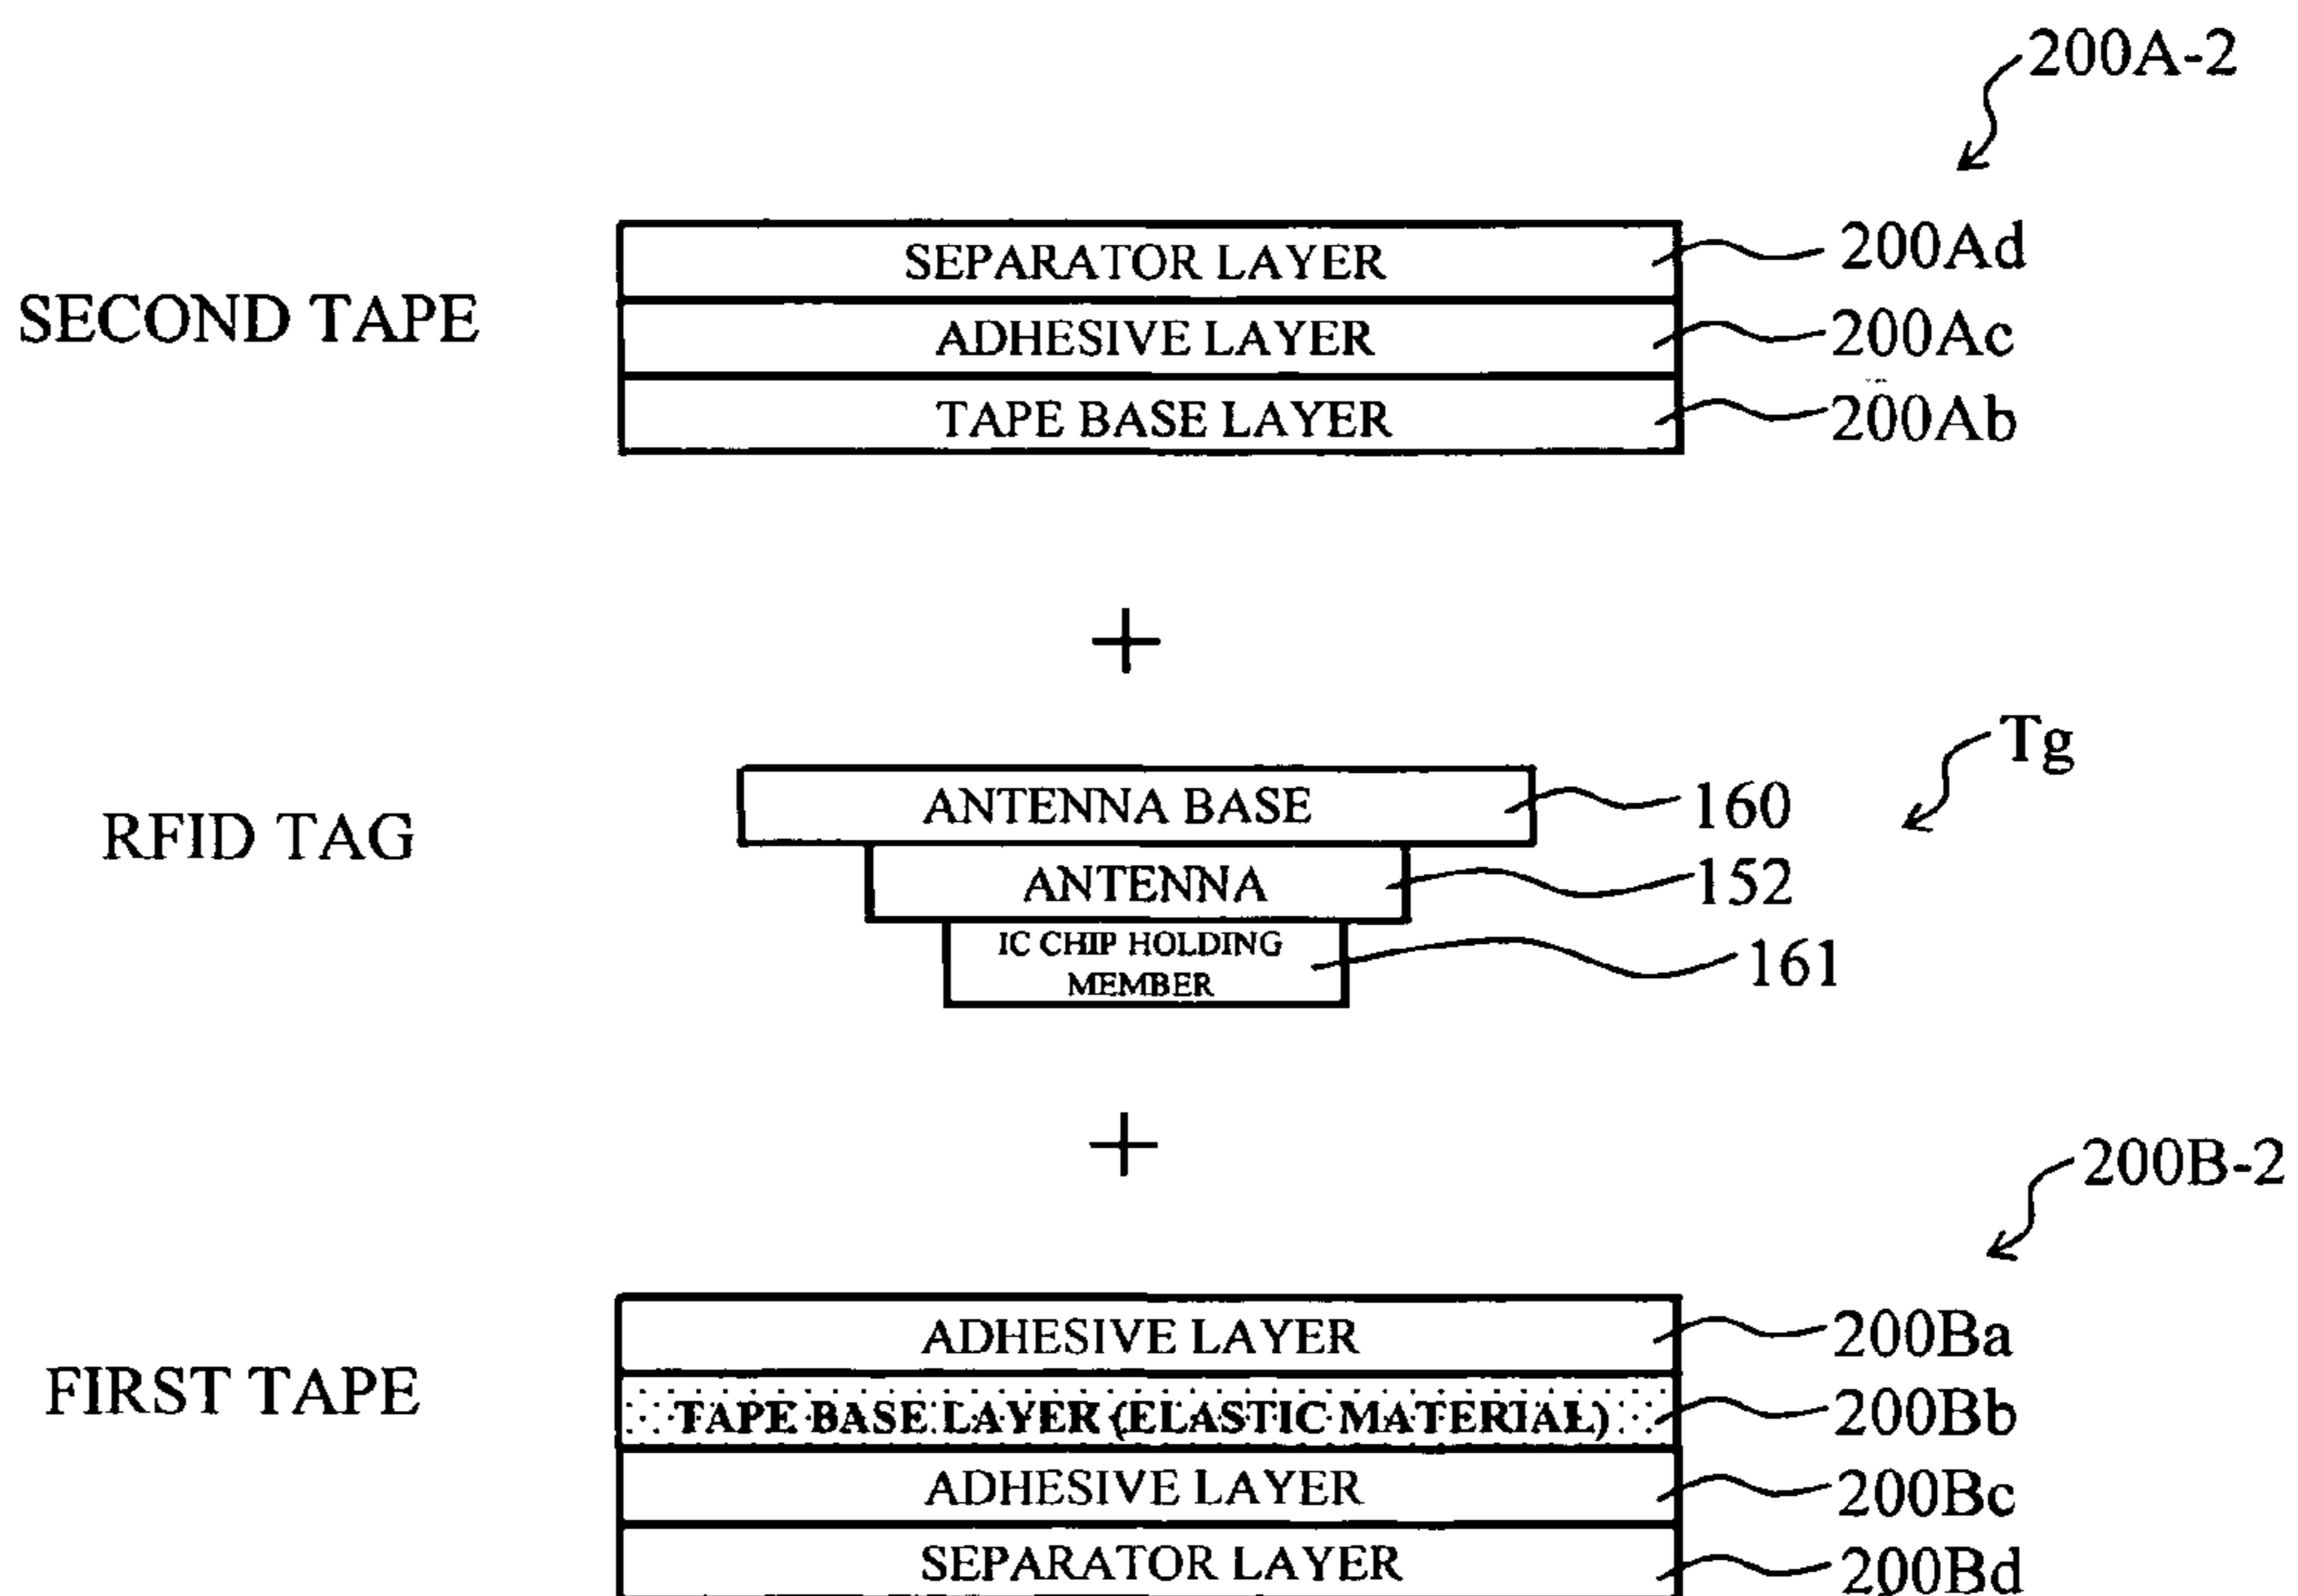 200A-2
SEPARATOR LAYER 200Ad
SECOND TAPE ADHESIVE LAYER 200Ac
TAPE BASE LAYER 200Ab
+
Tg
ANTENNA BASE 160
RFID TAG
ANTENNA 152
IC CHIP HOLDING
MEMBER 161
+
200B-2
ADHESIVE LAYER 200Ba
FIRST TAPE
TAPE BASE LAYER (ELASTIC MATERIAL) 200Bb
ADHESIVE LAYER 200Bc
SEPARATOR LAYER 200Bd